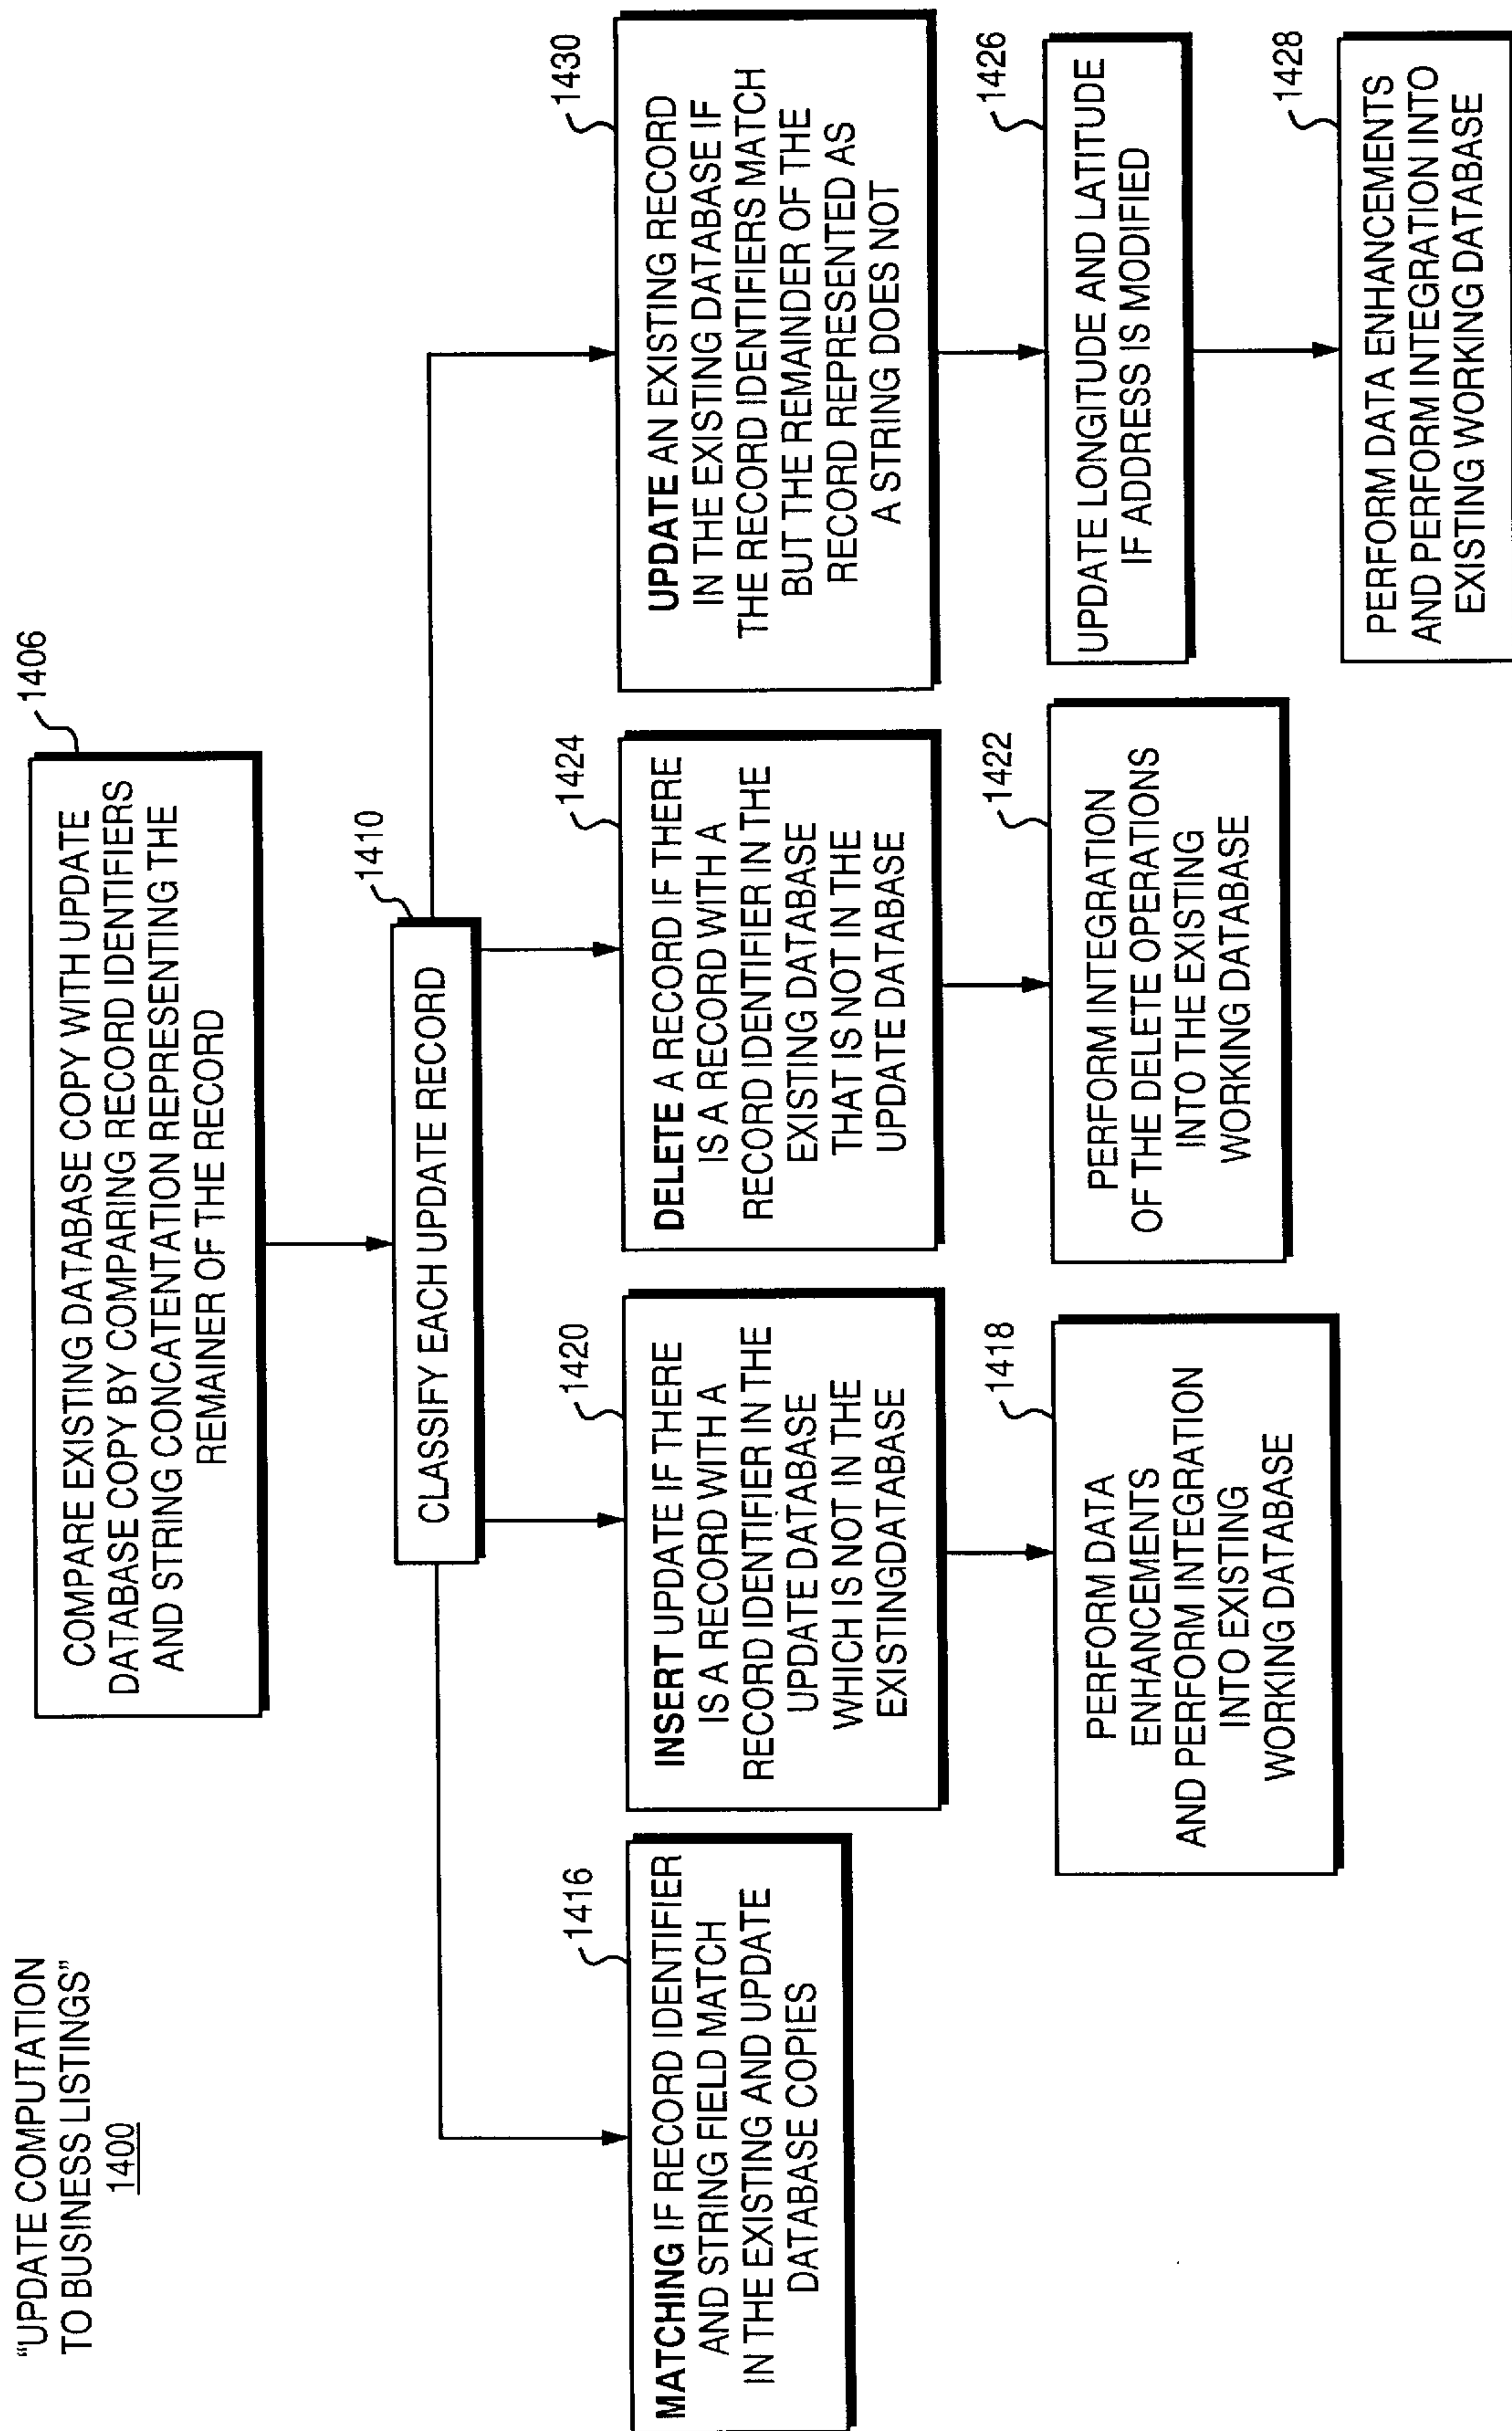 "UPDATE COMPUTATION
TO BUSINESS LISTINGS"
1400
1406
COMPARE EXISTING DATABASE COPY WITH UPDATE
DATABASE COPY BY COMPARING RECORD IDENTIFIERS
AND STRING CONCATENTATION REPRESENTING THE
REMAINER OF THE RECORD
1410
CLASSIFY EACH UPDATE RECORD
1416
MATCHING IF RECORD IDENTIFIER
AND STRING FIELD MATCH
IN THE EXISTING AND UPDATE
DATABASE COPIES
1420
INSERT UPDATE IF THERE
IS A RECORD WITH A
RECORD IDENTIFIER IN THE
UPDATE DATABASE
WHICH IS NOT IN THE
EXISTINGDATABASE
1418
PERFORM DATA
ENHANCEMENTS
AND PERFORM INTEGRATION
INTO EXISTING
WORKING DATABASE
1424
DELETE A RECORD IF THERE
IS A RECORD WITH A
RECORD IDENTIFIER IN THE
EXISTING DATABASE
THAT IS NOT IN THE
UPDATE DATABASE
1422
PERFORM INTEGRATION
OF THE DELETE OPERATIONS
INTO THE EXISTING
WORKING DATABASE
1430
UPDATE AN EXISTING RECORD
IN THE EXISTING DATABASE IF
THE RECORD IDENTIFIERS MATCH
BUT THE REMAINDER OF THE
RECORD REPRESENTED AS
A STRING DOES NOT
1426
UPDATE LONGITUDE AND LATITUDE
IF ADDRESS IS MODIFIED
1428
PERFORM DATA ENHANCEMENTS
AND PERFORM INTEGRATION INTO
EXISTING WORKING DATABASE